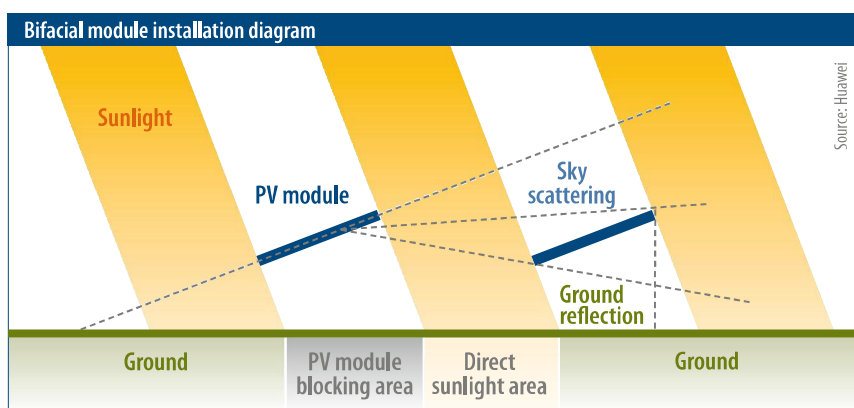 Bifacial module installation diagram
Source: Huawei
Sunlight
PV module
Sky
scattering
Ground
reflection
Ground
PV module
blocking area
Direct
sunlight area
Ground